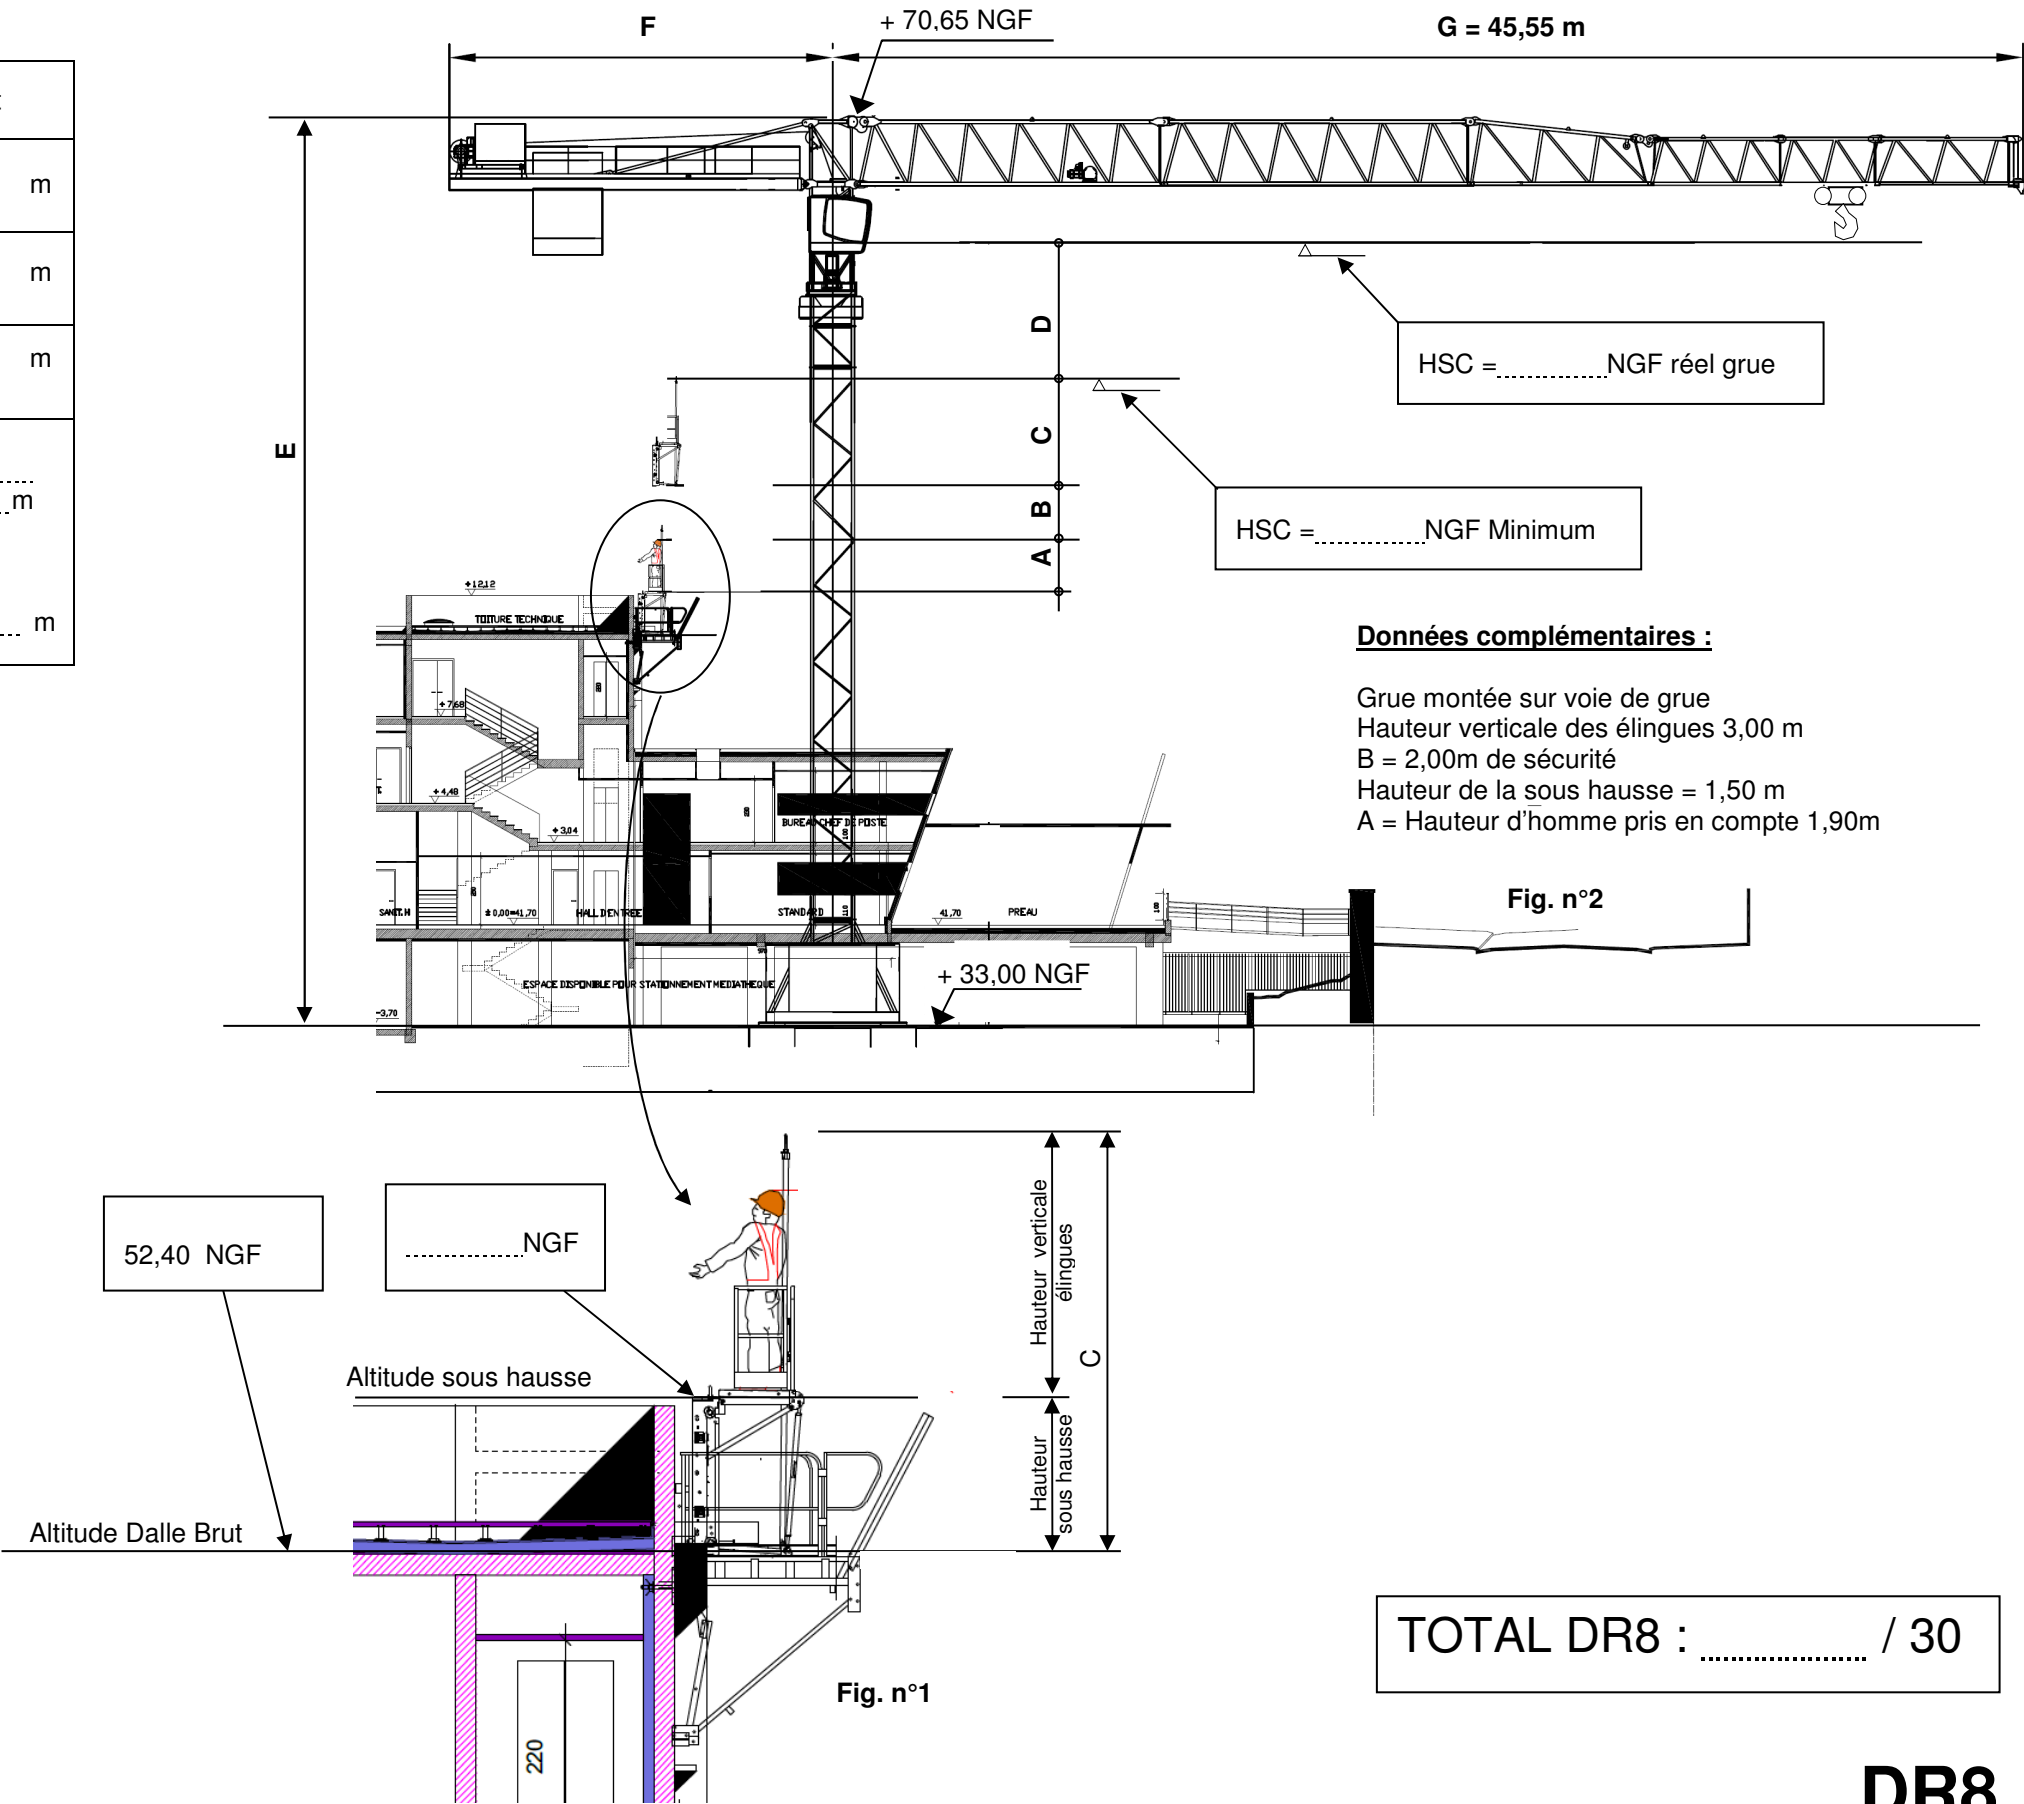 F
+ 70,65 NGF
G = 45,55 m
m
m
m
m
m
E
D
C
B
A
HSC =............NGF réel grue
HSC =............NGF Minimum
+12,12
TOITURE TECHNIQUE
+ 7,68
+ 4,48
+ 3,04
BUREAU CHEF DE POSTE
SANIT. H
± 0,00=41,70
HALL D'ENTREE
STANDARD
110
41,70
PREAU
100
ESPACE DISPONIBLE POUR STATIONNEMENT MEDIATHEQUE
+ 33,00 NGF
-3,70
Données complémentaires :
Grue montée sur voie de grue
Hauteur verticale des élingues 3,00 m
B = 2,00m de sécurité
Hauteur de la sous hausse = 1,50 m
A = Hauteur d'homme pris en compte 1,90m
Fig. n°2
52,40 NGF
............NGF
Altitude sous hausse
Altitude Dalle Brut
Hauteur verticale
élingues
C
Hauteur
sous hausse
220
Fig. n°1
TOTAL DR8 : ............ / 30
DR8